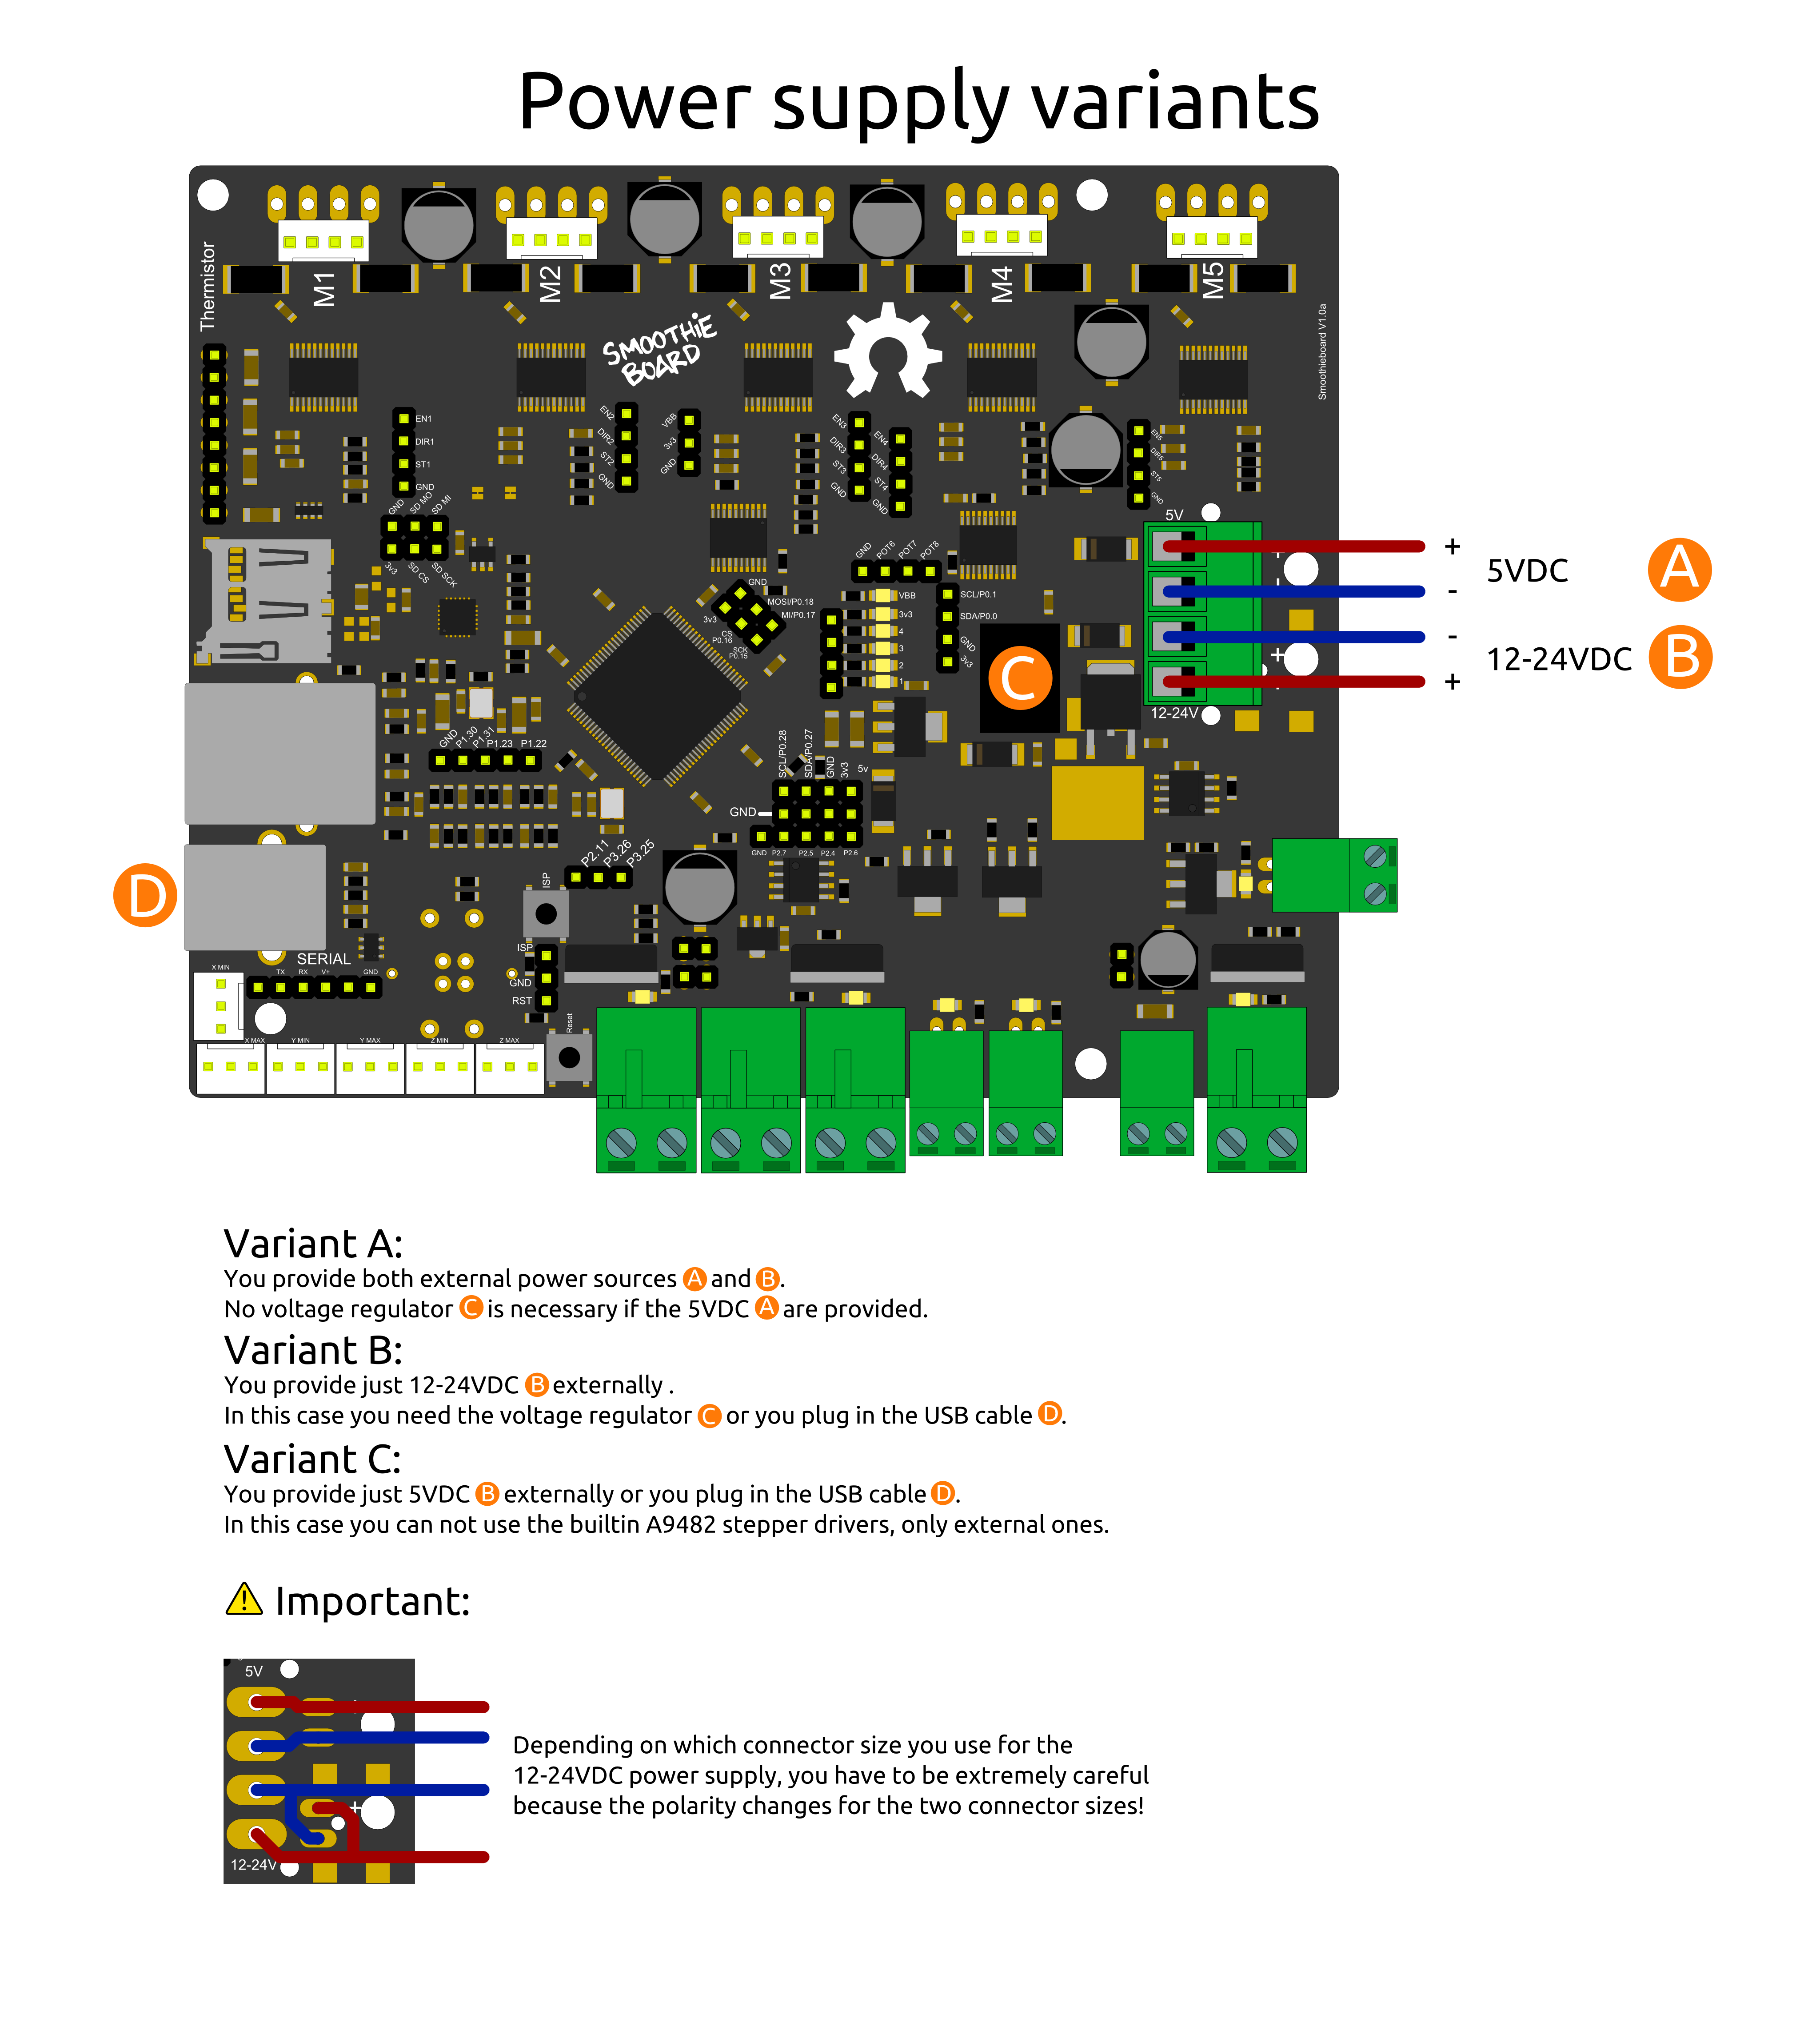 Power supply variants
Thermistor
M1
M2
M3
M4
M5
SMOOTHiE
BOARD
Smoothieboard V1.0a
EN1
DIR1
ST1
GND
EN2
DIR2
ST2
GND
VBB
3v3
GND
EN3
DIR3
ST3
GND
EN4
DIR4
ST4
GND
EN5
DIR5
ST5
GND
GND
SD MO
SD MI
3v3
SD CS
SD SCK
5V
+
5VDC
A
-
-
12-24VDC
B
+
+
12-24V
GND
POT6
POT7
POT8
GND
MOSI/P0.18
MI/P0.17
3v3
CS
P0.16
SCK
P0.15
VBB
3v3
4
3
2
1
SCL/P0.1
SDA/P0.0
GND
3v3
C
GND
P1.30
P1.31
P1.23
P1.22
SCL/P0.28
SDA/P0.27
GND
3v3
5v
GND
GND
P2.7
P2.5
P2.4
P2.6
P2.11
P3.26
P3.25
D
ISP
ISP
GND
RST
Reset
SERIAL
X MIN
TX
RX
V+
GND
X MAX
Y MIN
Y MAX
Z MIN
Z MAX
Variant A:
You provide both external power sources A and B.
No voltage regulator C is necessary if the 5VDC A are provided.
Variant B:
You provide just 12-24VDC B externally .
In this case you need the voltage regulator C or you plug in the USB cable D.
Variant C:
You provide just 5VDC B externally or you plug in the USB cable D.
In this case you can not use the builtin A9482 stepper drivers, only external ones.
! Important:
5V
+
12-24V
Depending on which connector size you use for the
12-24VDC power supply, you have to be extremely careful
because the polarity changes for the two connector sizes!